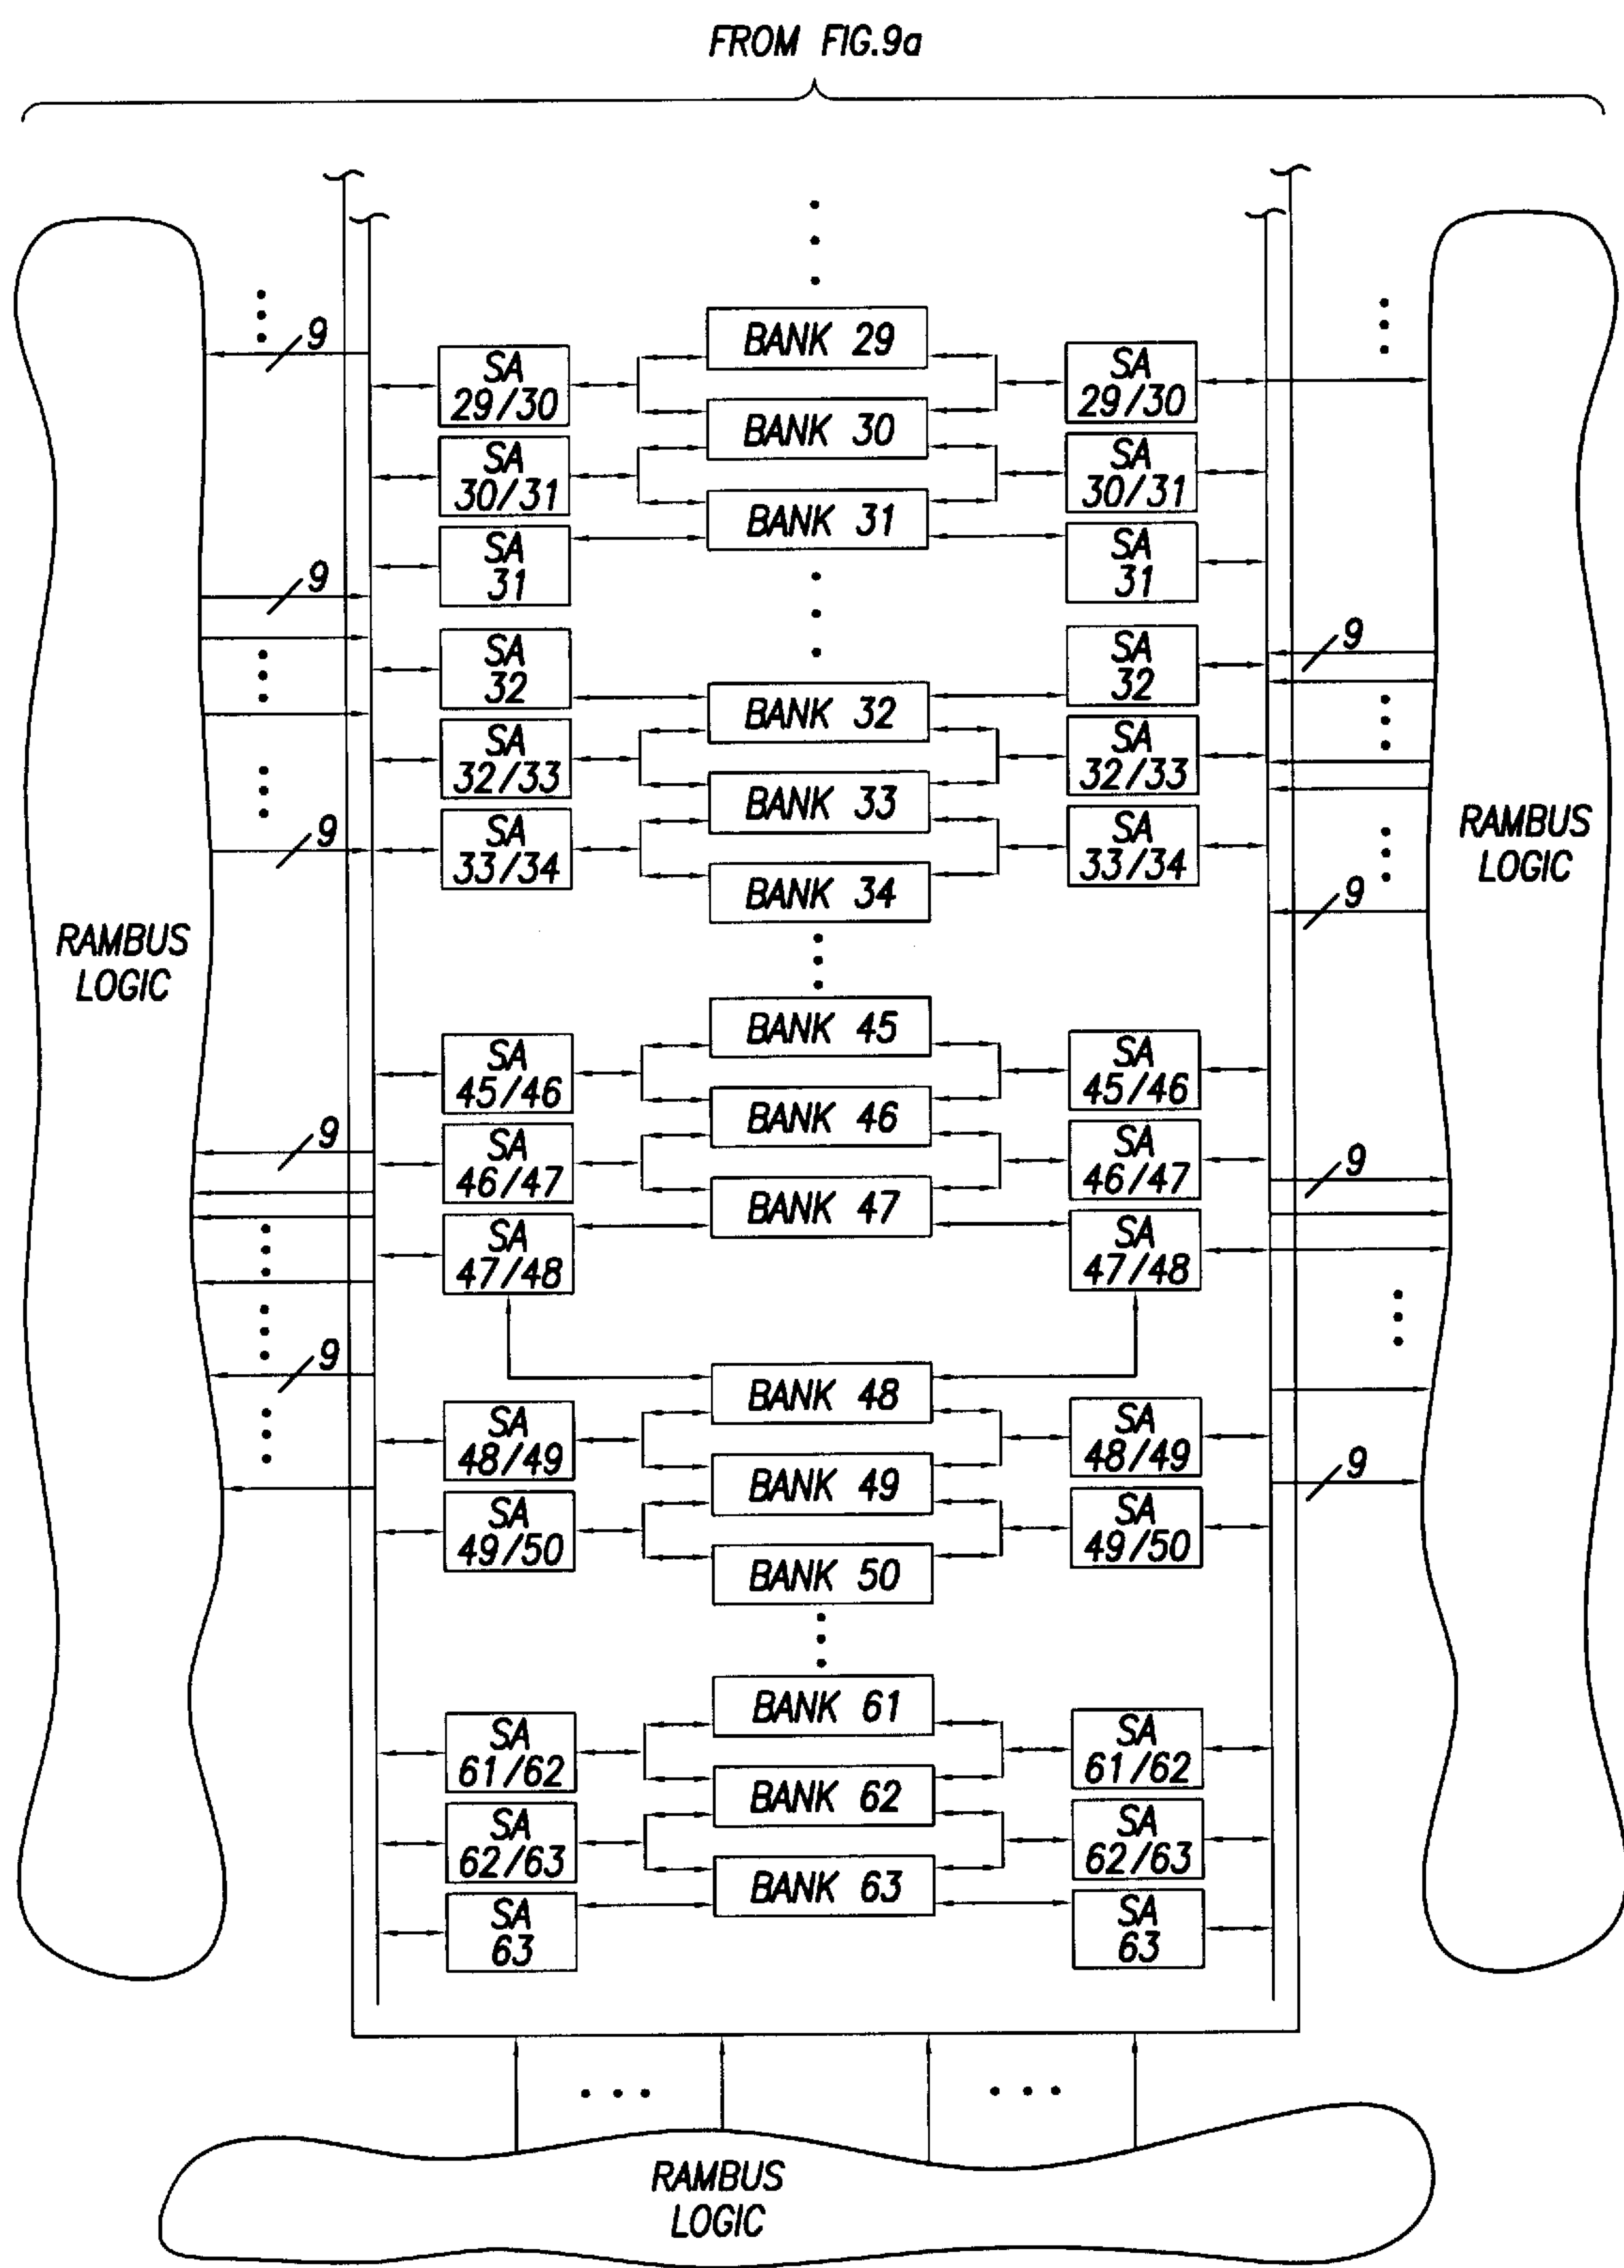 FROM FIG.9a
9
BANK 29
SA
29/30
SA
29/30
BANK 30
SA
30/31
SA
30/31
BANK 31
SA
31
SA
31
9
SA
32
SA
32
9
BANK 32
SA
32/33
SA
32/33
BANK 33
SA
33/34
SA
33/34
9
BANK 34
9
RAMBUS
LOGIC
RAMBUS
LOGIC
BANK 45
SA
45/46
SA
45/46
BANK 46
9
SA
46/47
SA
46/47
9
BANK 47
SA
47/48
SA
47/48
9
BANK 48
SA
48/49
SA
48/49
9
BANK 49
SA
49/50
SA
49/50
BANK 50
BANK 61
SA
61/62
SA
61/62
BANK 62
SA
62/63
SA
62/63
BANK 63
SA
63
SA
63
RAMBUS
LOGIC